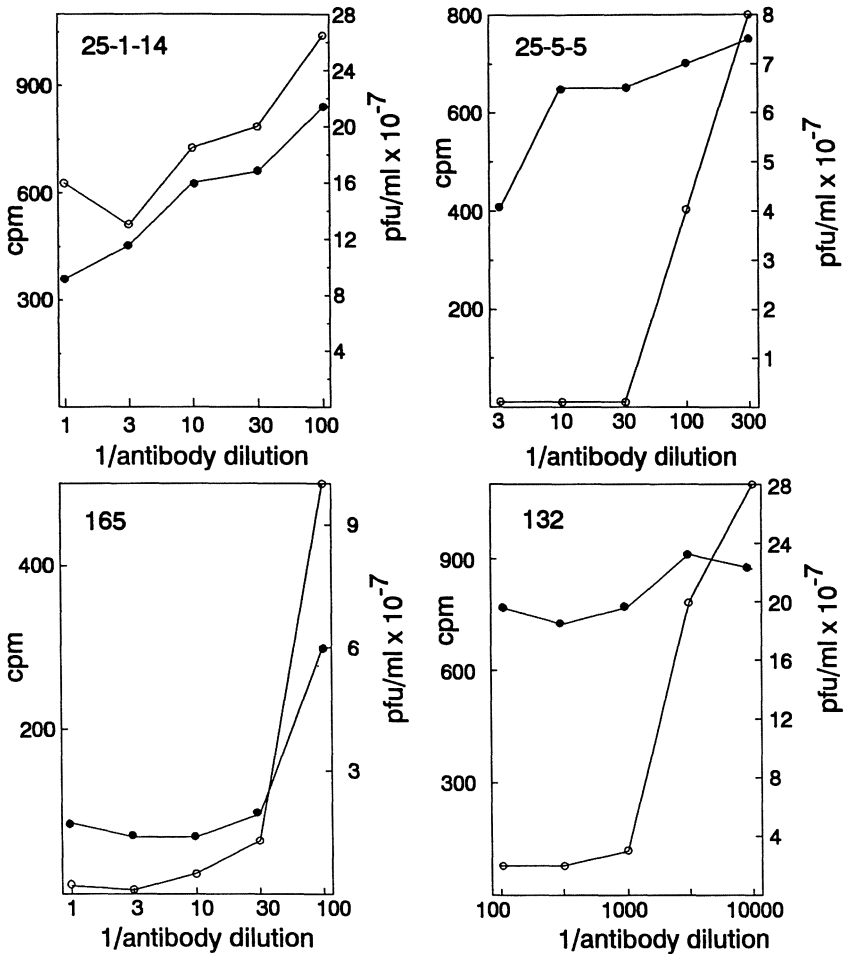 25-1-14
900
600
300
cpm
28
24
20
16
12
8
4
pfu/ml x 10⁻⁷
1 3 10 30 100
1/antibody dilution
25-5-5
800
600
400
200
cpm
8
7
6
5
4
3
2
1
pfu/ml x 10⁻⁷
3 10 30 100 300
1/antibody dilution
165
400
200
cpm
9
6
3
pfu/ml x 10⁻⁷
1 3 10 30 100
1/antibody dilution
132
900
600
300
cpm
28
24
20
16
12
8
4
pfu/ml x 10⁻⁷
100 1000 10000
1/antibody dilution